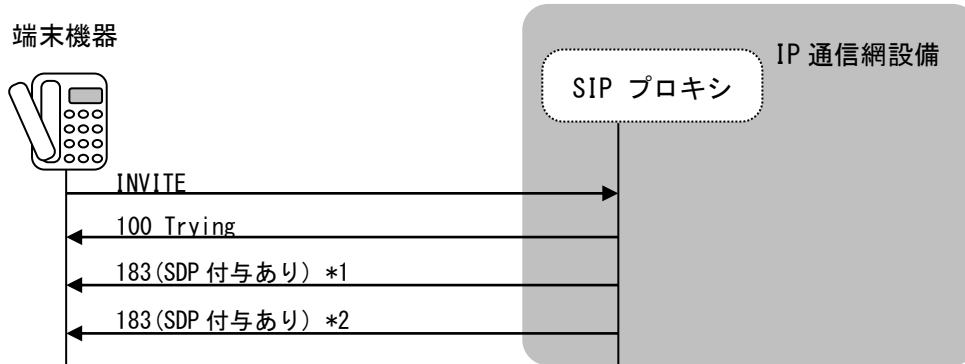 端末機器
IP 通信網設備
SIP プロキシ
INVITE
100 Trying
183(SDP 付与あり) *1
183(SDP 付与あり) *2